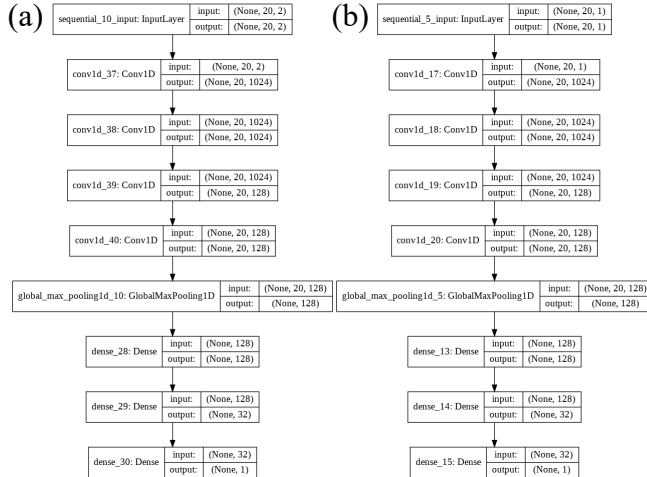 (a)
sequential_10_input: InputLayer
input: (None, 20, 2)
output: (None, 20, 2)
conv1d_37: Conv1D
input: (None, 20, 2)
output: (None, 20, 1024)
conv1d_38: Conv1D
input: (None, 20, 1024)
output: (None, 20, 1024)
conv1d_39: Conv1D
input: (None, 20, 1024)
output: (None, 20, 128)
conv1d_40: Conv1D
input: (None, 20, 128)
output: (None, 20, 128)
global_max_pooling1d_10: GlobalMaxPooling1D
input: (None, 20, 128)
output: (None, 128)
dense_28: Dense
input: (None, 128)
output: (None, 128)
dense_29: Dense
input: (None, 128)
output: (None, 32)
dense_30: Dense
input: (None, 32)
output: (None, 1)
(b)
sequential_5_input: InputLayer
input: (None, 20, 1)
output: (None, 20, 1)
conv1d_17: Conv1D
input: (None, 20, 1)
output: (None, 20, 1024)
conv1d_18: Conv1D
input: (None, 20, 1024)
output: (None, 20, 1024)
conv1d_19: Conv1D
input: (None, 20, 1024)
output: (None, 20, 128)
conv1d_20: Conv1D
input: (None, 20, 128)
output: (None, 20, 128)
global_max_pooling1d_5: GlobalMaxPooling1D
input: (None, 20, 128)
output: (None, 128)
dense_13: Dense
input: (None, 128)
output: (None, 128)
dense_14: Dense
input: (None, 128)
output: (None, 32)
dense_15: Dense
input: (None, 32)
output: (None, 1)